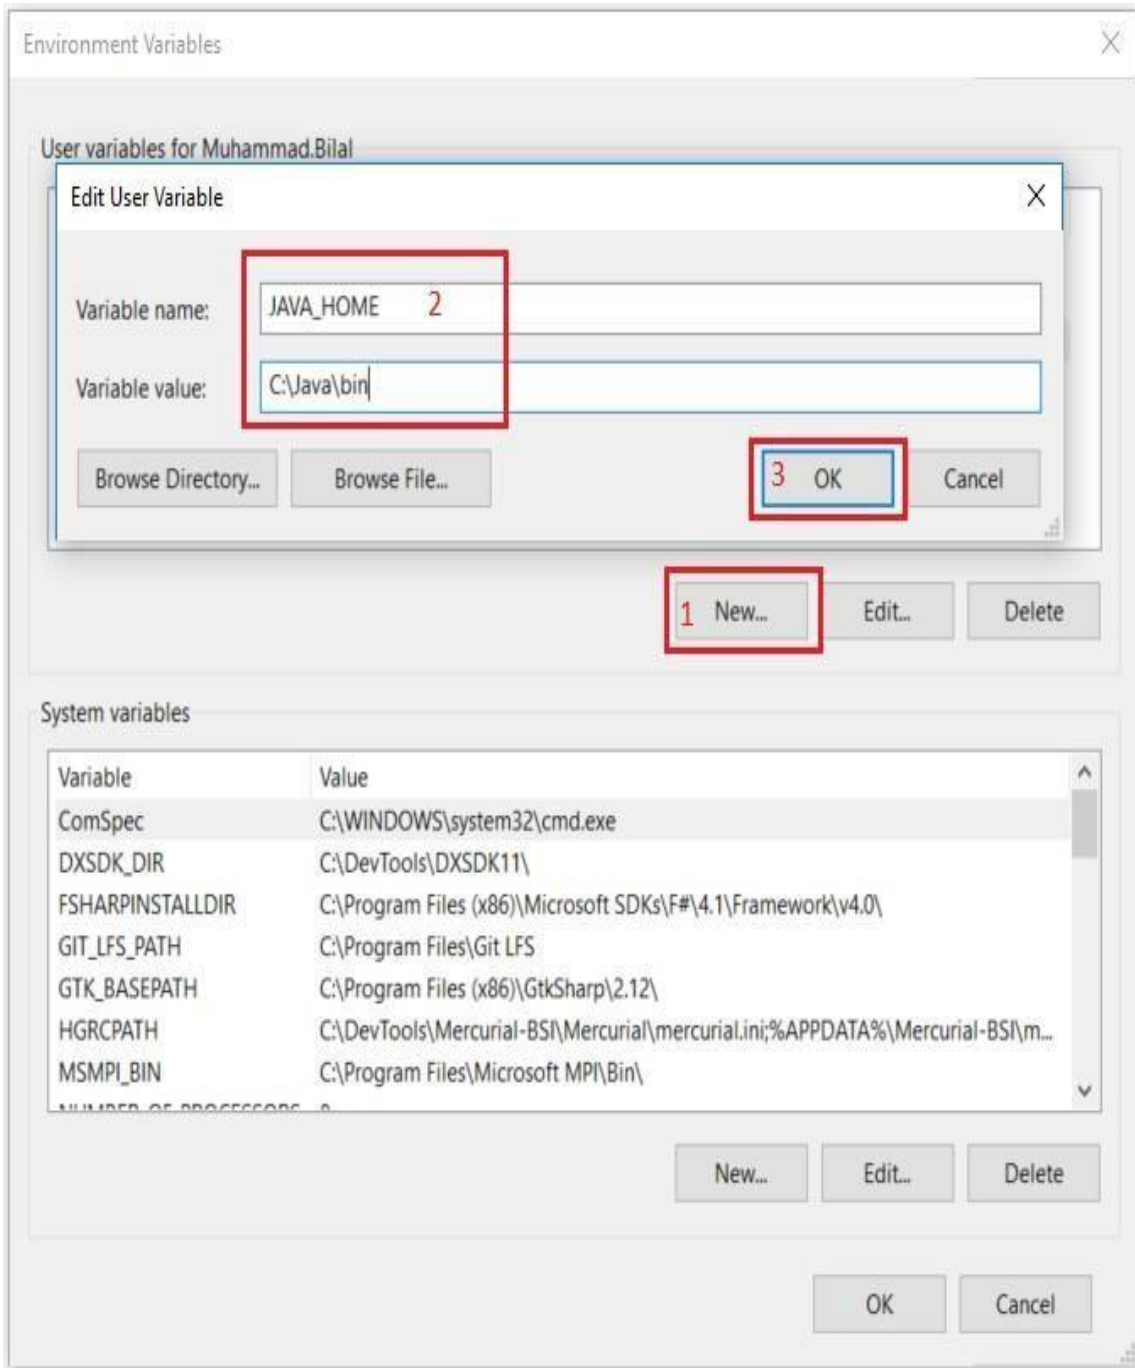 Environment Variables
User variables for Muhammad.Bilal
Edit User Variable
Variable name: JAVA_HOME 2
Variable value: C:\Java\bin
Browse Directory... Browse File... 3 OK Cancel
1 New... Edit... Delete
System variables
Variable Value
ComSpec C:\WINDOWS\system32\cmd.exe
DXSDK_DIR C:\DevTools\DXSDK11\
FSHARPINSTALLDIR C:\Program Files (x86)\Microsoft SDKs\F#\4.1\Framework\v4.0\
GIT_LFS_PATH C:\Program Files\Git LFS
GTK_BASEPATH C:\Program Files (x86)\GtkSharp\2.12\
HGRCPATH C:\DevTools\Mercurial-BSI\Mercurial\mercurial.ini;%APPDATA%\Mercurial-BSI\m...
MSMPI_BIN C:\Program Files\Microsoft MPI\Bin\
NUMBER_OF_PROCESSORS
New... Edit... Delete
OK Cancel